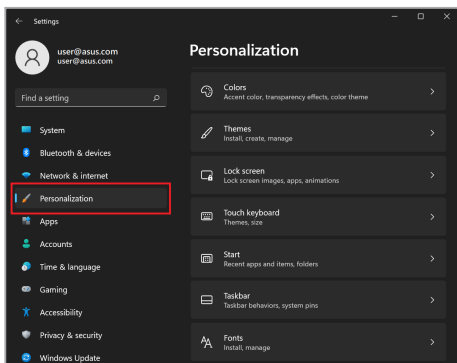 Settings
user@asus.com
user@asus.com
Find a setting
System
Bluetooth & devices
Network & internet
Personalization
Apps
Accounts
Time & language
Gaming
Accessibility
Privacy & security
Windows Update
Personalization
Colors
Accent color, transparency effects, color theme
Themes
Install, create, manage
Lock screen
Lock screen images, apps, animations
Touch keyboard
Themes, size
Start
Recent apps and items, folders
Taskbar
Taskbar behaviors, system pins
Fonts
Install, manage